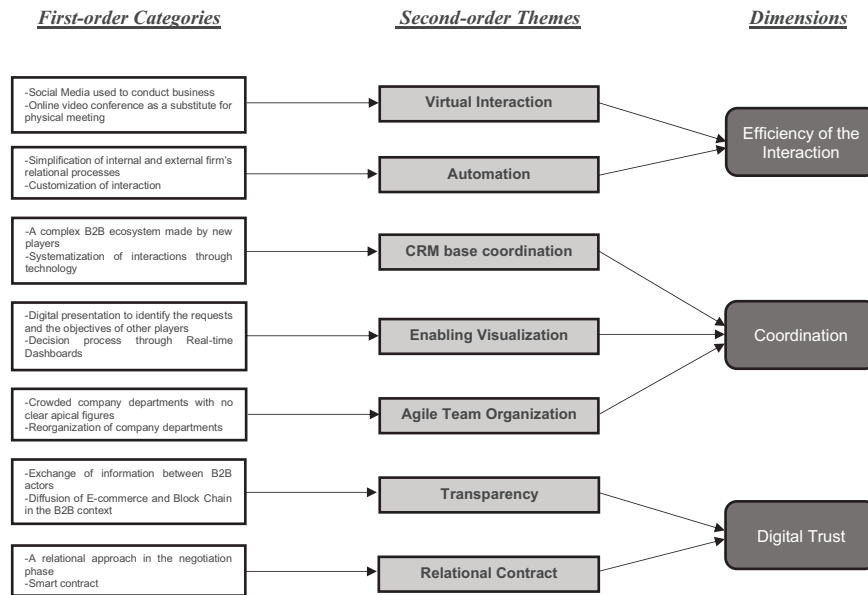 First-order Categories
Second-order Themes
Dimensions
-Social Media used to conduct business
-Online video conference as a substitute for
physical meeting
Virtual Interaction
-Simplification of internal and external firm's
relational processes
-Customization of interaction
Automation
Efficiency of the
Interaction
-A complex B2B ecosystem made by new
players
-Systematization of interactions through
technology
CRM base coordination
-Digital presentation to identify the requests
and the objectives of other players
-Decision process through Real-time
Dashboards
Enabling Visualization
Coordination
-Crowded company departments with no
clear apical figures
-Reorganization of company departments
Agile Team Organization
-Exchange of information between B2B
actors
-Diffusion of E-commerce and Block Chain
in the B2B context
Transparency
Digital Trust
-A relational approach in the negotiation
phase
-Smart contract
Relational Contract